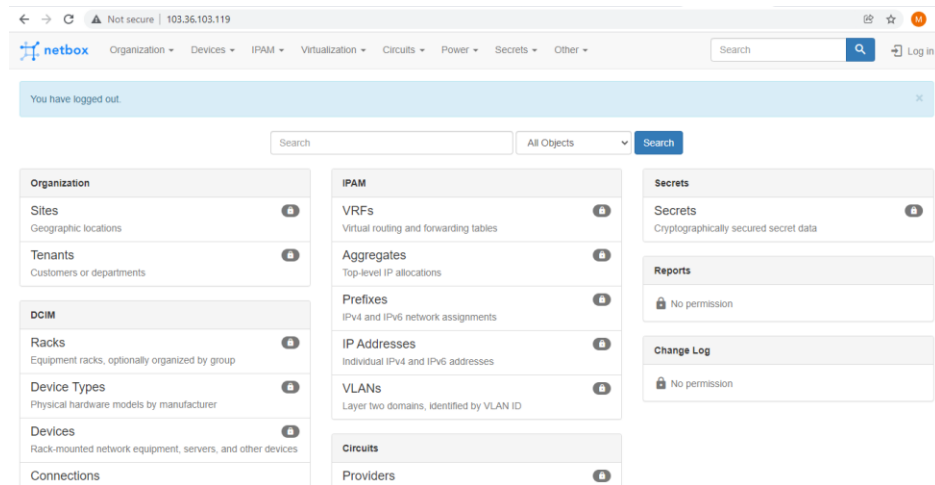 Not secure | 103.36.103.119
M
netbox Organization Devices IPAM Virtualization Circuits Power Secrets Other Search Log in
You have logged out. ×
Search All Objects Search
Organization
Sites
Geographic locations
Tenants
Customers or departments
DCIM
Racks
Equipment racks, optionally organized by group
Device Types
Physical hardware models by manufacturer
Devices
Rack-mounted network equipment, servers, and other devices
Connections
IPAM
VRFs
Virtual routing and forwarding tables
Aggregates
Top-level IP allocations
Prefixes
IPv4 and IPv6 network assignments
IP Addresses
Individual IPv4 and IPv6 addresses
VLANs
Layer two domains, identified by VLAN ID
Circuits
Providers
Secrets
Secrets
Cryptographically secured secret data
Reports
No permission
Change Log
No permission